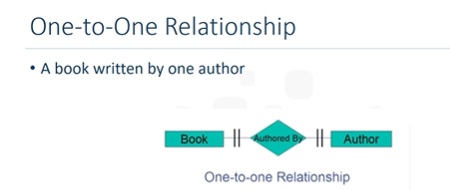 One-to-One Relationship
• A book written by one author
Book Authored By Author
One-to-one Relationship